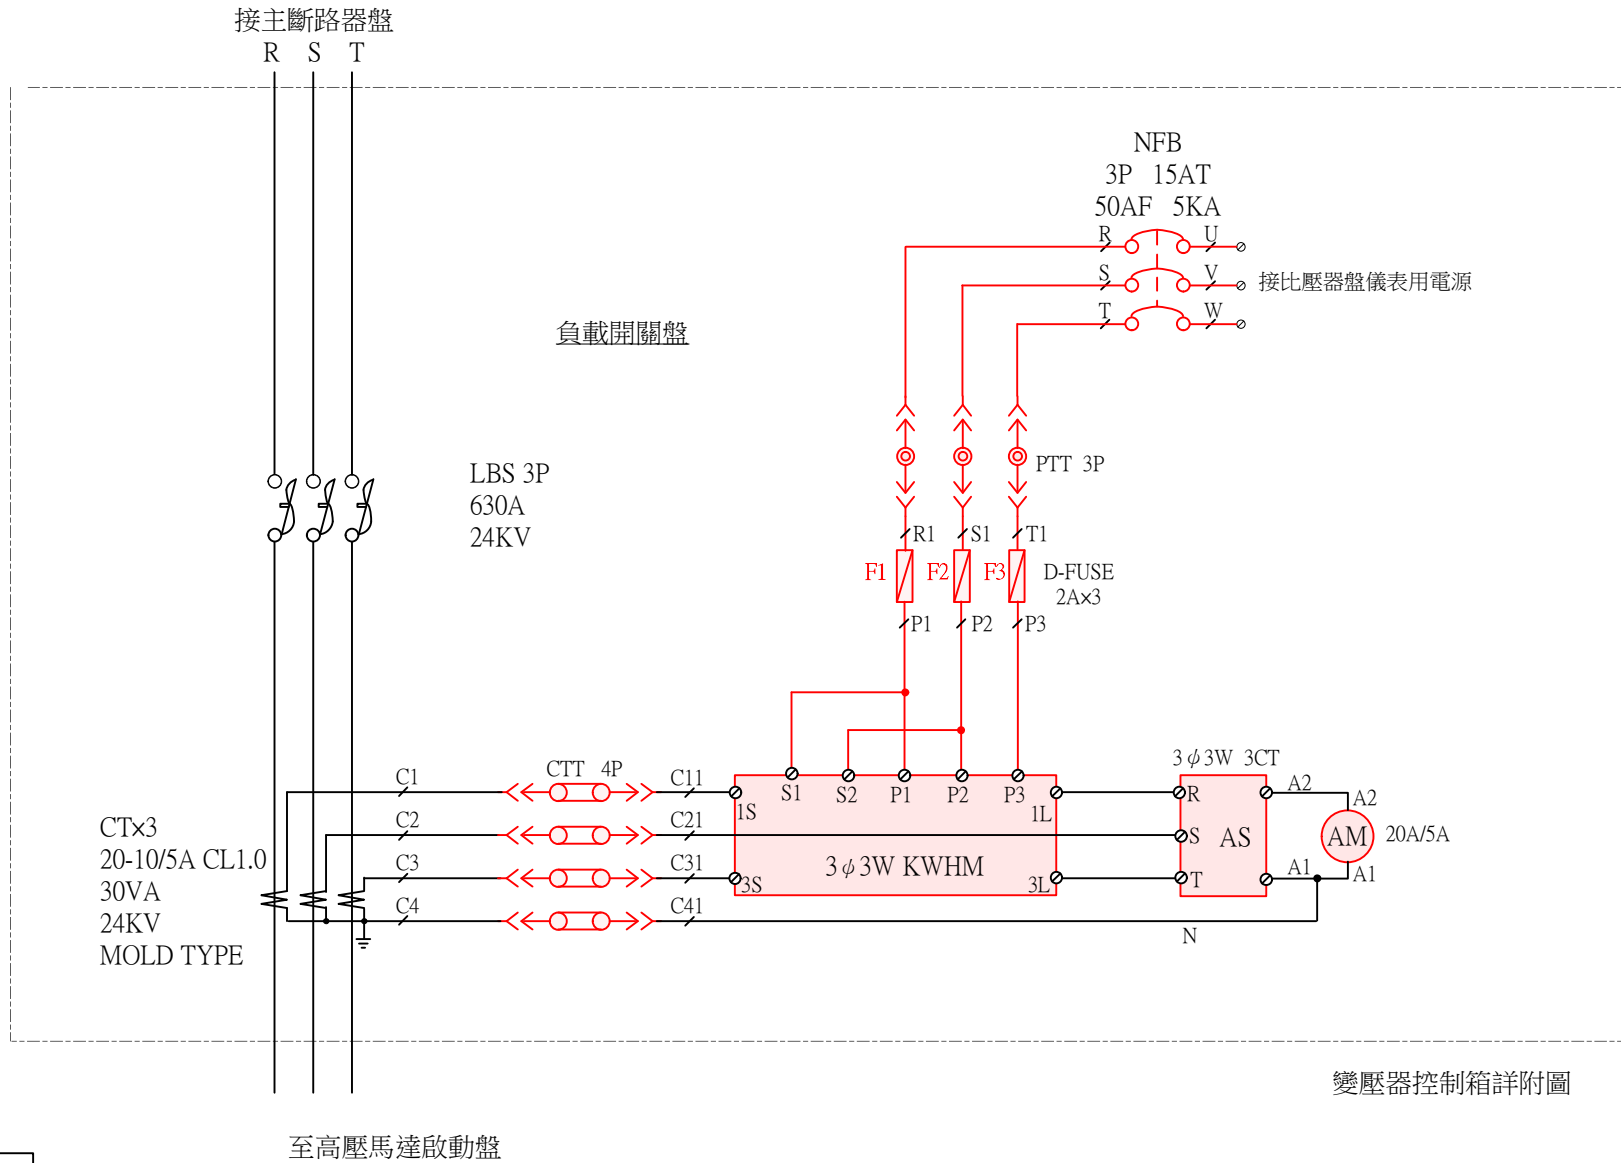 接主斷路器盤
R S T
NFB
3P 15AT
50AF 5KA
R U
S V
接比壓器盤儀表用電源
T W
負載開關盤
LBS 3P
630A
24KV
PTT 3P
R1 S1 T1
F1 F2 F3
D-FUSE
2A×3
P1 P2 P3
3φ3W 3CT
C1
CTT 4P
C11
S1 S2 P1 P2 P3
1S 1L
R
A2
A2
C2
C21
S
AS
AM
20A/5A
CT×3
20-10/5A CL1.0
30VA
24KV
MOLD TYPE
C3
C31
3φ3W KWHM
3S 3L
T
A1
A1
C4
C41
N
變壓器控制箱詳附圖
至高壓馬達啟動盤